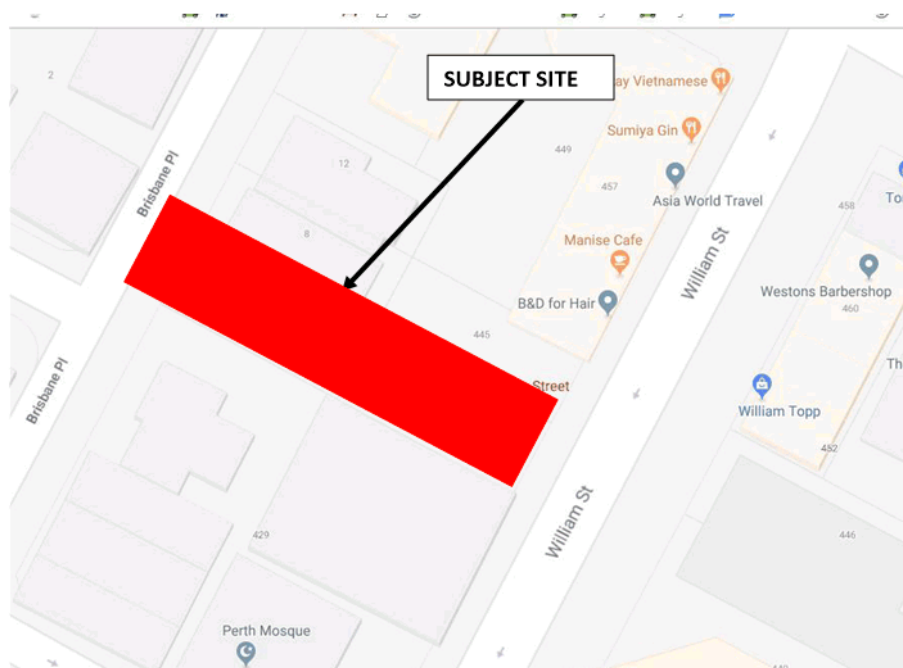 2
SUBJECT SITE
ay Vietnamese
Sumiya Gin
449
12
Brisbane Pl
457
Asia World Travel
458
To
8
Manise Cafe
William St
Westons Barbershop
B&D for Hair
460
445
Th
Street
Brisbane Pl
William Topp
452
William St
429
446
Perth Mosque